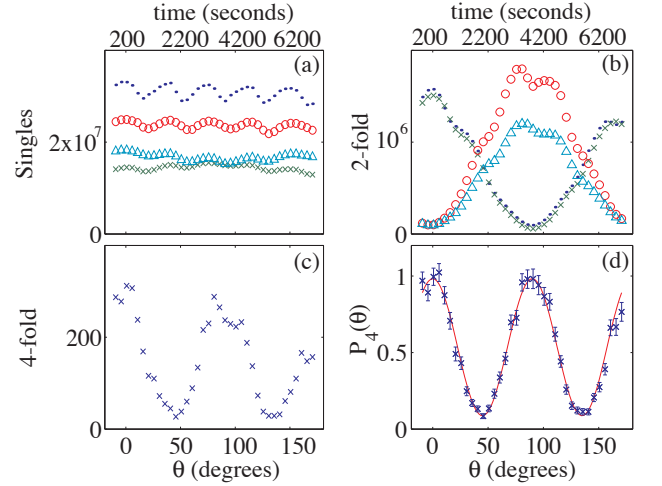 time (seconds) time (seconds)
200 2200 4200 6200 200 2200 4200 6200
(a) (b)
Singles 2-fold
2x10^7 10^6
0 0
(c) (d)
4-fold P_4(θ)
1
200 0.5
0 0
0 50 100 150 0 50 100 150
θ (degrees) θ (degrees)